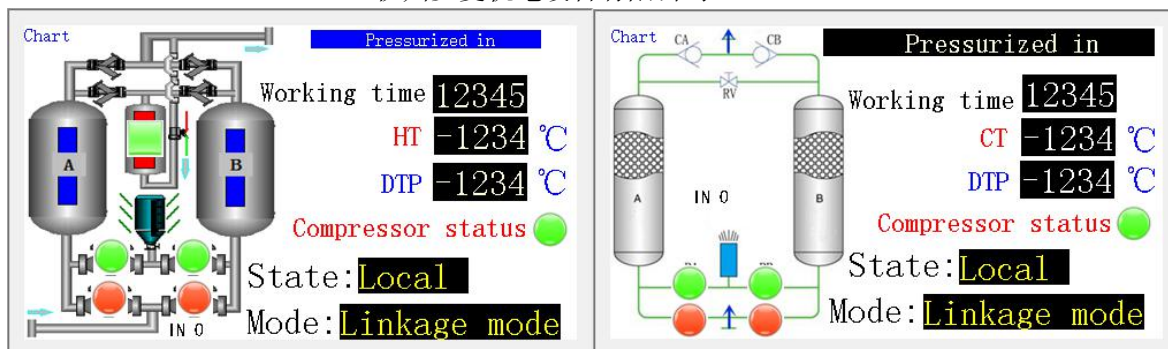 Chart
Pressurized in
Working time 12345
HT -1234 ℃
DTP -1234 ℃
Compressor status
State: Local
Mode: Linkage mode
A
B
IN 0
Chart
CA
CB
Pressurized in
RV
Working time 12345
CT -1234 ℃
DTP -1234 ℃
Compressor status
State: Local
Mode: Linkage mode
A
IN 0
B